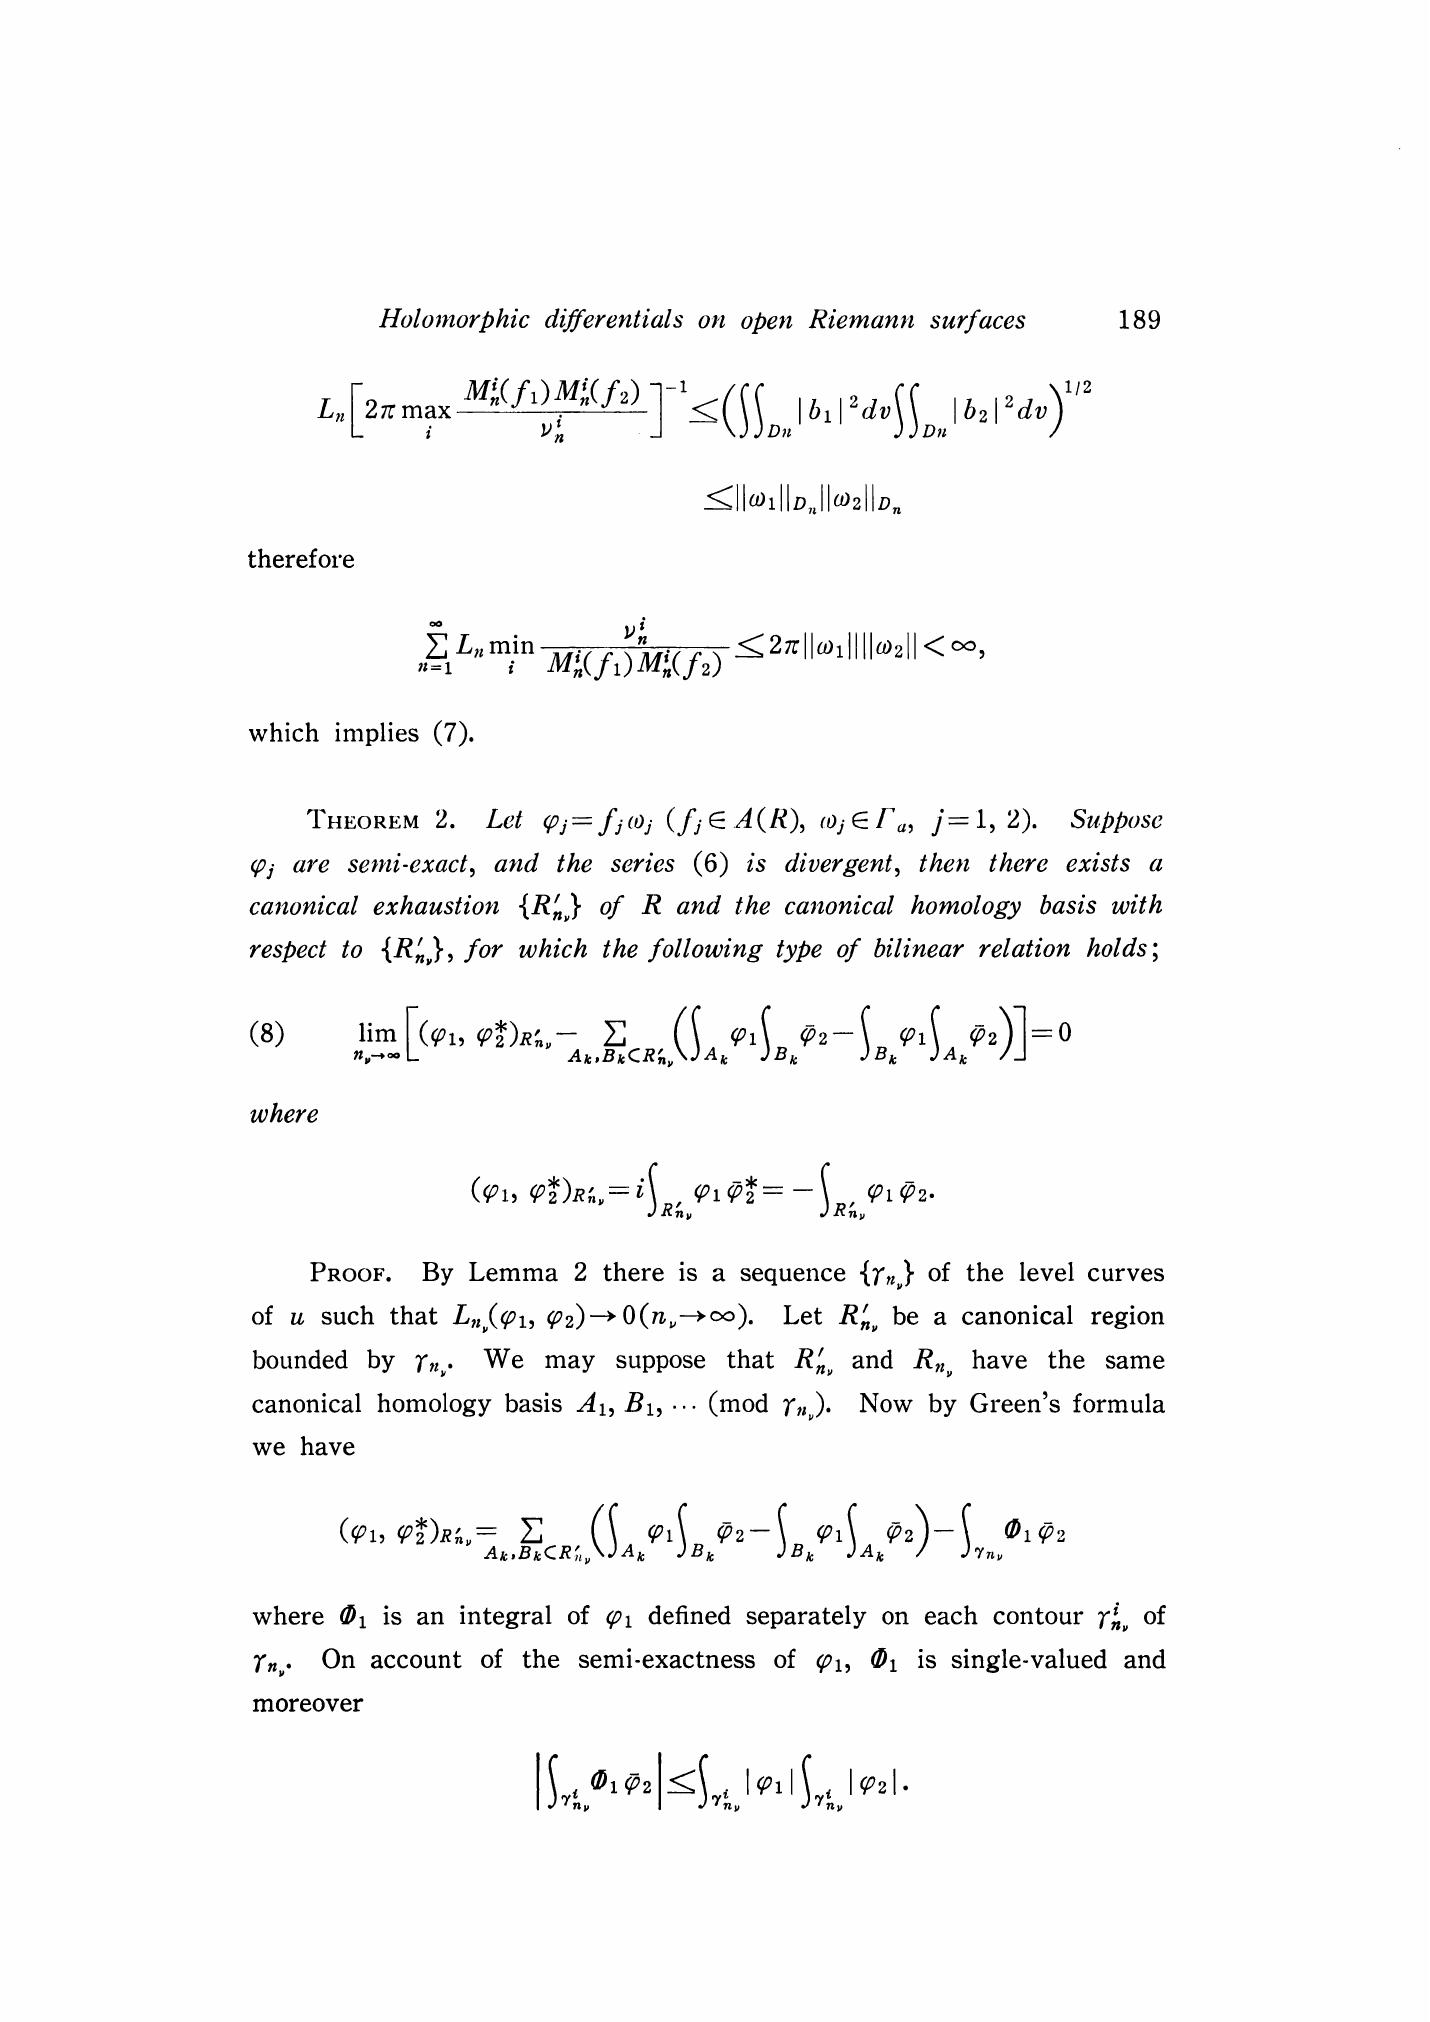 Holomorphic differentials on open Riemann surfaces 189
$L_n\left[2\pi \max_i \frac{M_n^i(f_1)M_n^i(f_2)}{\nu_n^i}\right]^{-1} \leq \left(\iint_{D_n} |b_1|^2 dv \iint_{D_n} |b_2|^2 dv\right)^{1/2}$
$\leq ||\omega_1||_{D_n} ||\omega_2||_{D_n}$
therefore
$\sum_{n=1}^{\infty} L_n \min_i \frac{\nu_n^i}{M_n^i(f_1)M_n^i(f_2)} \leq 2\pi ||\omega_1|| ||\omega_2|| < \infty,$
which implies (7).
THEOREM 2. Let $\varphi_j = f_j\omega_j$ ($f_j \in A(R)$, $\omega_j \in \Gamma_a$, $j=1, 2$). Suppose
$\varphi_j$ are semi-exact, and the series (6) is divergent, then there exists a
canonical exhaustion $\{R'_{n_\nu}\}$ of $R$ and the canonical homology basis with
respect to $\{R'_{n_\nu}\}$, for which the following type of bilinear relation holds;
(8) $\lim_{n_\nu \to \infty} \left[(\varphi_1, \varphi_2^*)_{R'_{n_\nu}} - \sum_{A_k, B_k \subset R'_{n_\nu}} \left(\int_{A_k} \varphi_1 \int_{B_k} \bar{\varphi}_2 - \int_{B_k} \varphi_1 \int_{A_k} \bar{\varphi}_2\right)\right] = 0$
where
$(\varphi_1, \varphi_2^*)_{R'_{n_\nu}} = i\int_{R'_{n_\nu}} \varphi_1 \bar{\varphi}_2^* = -\int_{R'_{n_\nu}} \varphi_1 \bar{\varphi}_2.$
PROOF. By Lemma 2 there is a sequence $\{\gamma_{n_\nu}\}$ of the level curves
of $u$ such that $L_{n_\nu}(\varphi_1, \varphi_2) \to 0 (n_\nu \to \infty)$. Let $R'_{n_\nu}$ be a canonical region
bounded by $\gamma_{n_\nu}$. We may suppose that $R'_{n_\nu}$ and $R_{n_\nu}$ have the same
canonical homology basis $A_1, B_1, \cdots$ (mod $\gamma_{n_\nu}$). Now by Green's formula
we have
$(\varphi_1, \varphi_2^*)_{R'_{n_\nu}} = \sum_{A_k, B_k \subset R'_{n_\nu}} \left(\int_{A_k} \varphi_1 \int_{B_k} \bar{\varphi}_2 - \int_{B_k} \varphi_1 \int_{A_k} \bar{\varphi}_2\right) - \int_{\gamma_{n_\nu}} \Phi_1 \bar{\varphi}_2$
where $\Phi_1$ is an integral of $\varphi_1$ defined separately on each contour $\gamma_{n_\nu}^i$ of
$\gamma_{n_\nu}$. On account of the semi-exactness of $\varphi_1$, $\Phi_1$ is single-valued and
moreover
$\left|\int_{\gamma_{n_\nu}^i} \Phi_1 \bar{\varphi}_2\right| \leq \int_{\gamma_{n_\nu}^i} |\varphi_1| \int_{\gamma_{n_\nu}^i} |\varphi_2|.$